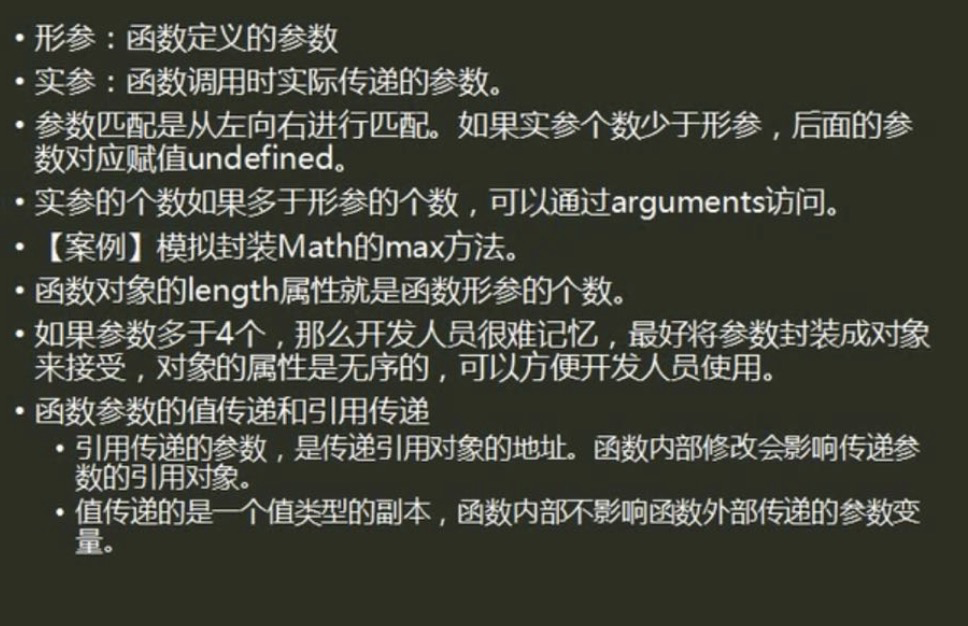 • 形参：函数定义的参数
• 实参：函数调用时实际传递的参数。
• 参数匹配是从左向右进行匹配。如果实参个数少于形参，后面的参
数对应赋值undefined。
• 实参的个数如果多于形参的个数，可以通过arguments访问。
• 【案例】模拟封装Math的max方法。
• 函数对象的length属性就是函数形参的个数。
• 如果参数多于4个，那么开发人员很难记忆，最好将参数封装成对象
来接受，对象的属性是无序的，可以方便开发人员使用。
• 函数参数的值传递和引用传递
• 引用传递的参数，是传递引用对象的地址。函数内部修改会影响传递参
数的引用对象。
• 值传递的是一个值类型的副本，函数内部不影响函数外部传递的参数变
量。